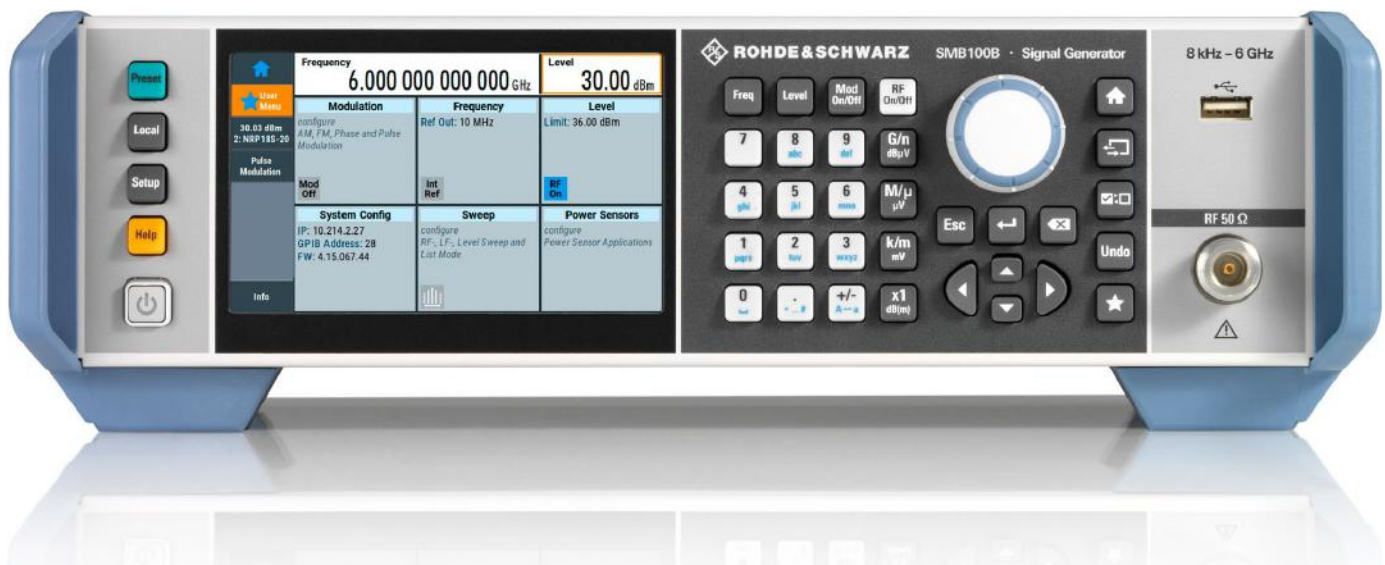 Preset
Local
Setup
Help
User
Menu
30.03 dBm
2: NRP18S-20
Pulse
Modulation
Info
Frequency
6.000 000 000 000 GHz
Level
30.00 dBm
Modulation
configure
AM, FM, Phase and Pulse
Modulation
Mod
Off
Frequency
Ref Out: 10 MHz
Int
Ref
Level
Limit: 36.00 dBm
RF
On
System Config
IP: 10.214.2.27
GPIB Address: 28
FW: 4.15.067.44
Sweep
configure
RF-, LF-, Level Sweep and
List Mode
Power Sensors
configure
Power Sensor Applications
ROHDE&SCHWARZ
SMB100B · Signal Generator
Freq
Level
Mod
On/Off
RF
On/Off
7
8
abc
9
def
G/n
dBµV
4
ghi
5
jkl
6
mno
M/µ
µV
1
pqrs
2
tuv
3
wxyz
k/m
mV
0
.
+/-
x1
dB(m)
Esc
Undo
8 kHz – 6 GHz
RF 50 Ω